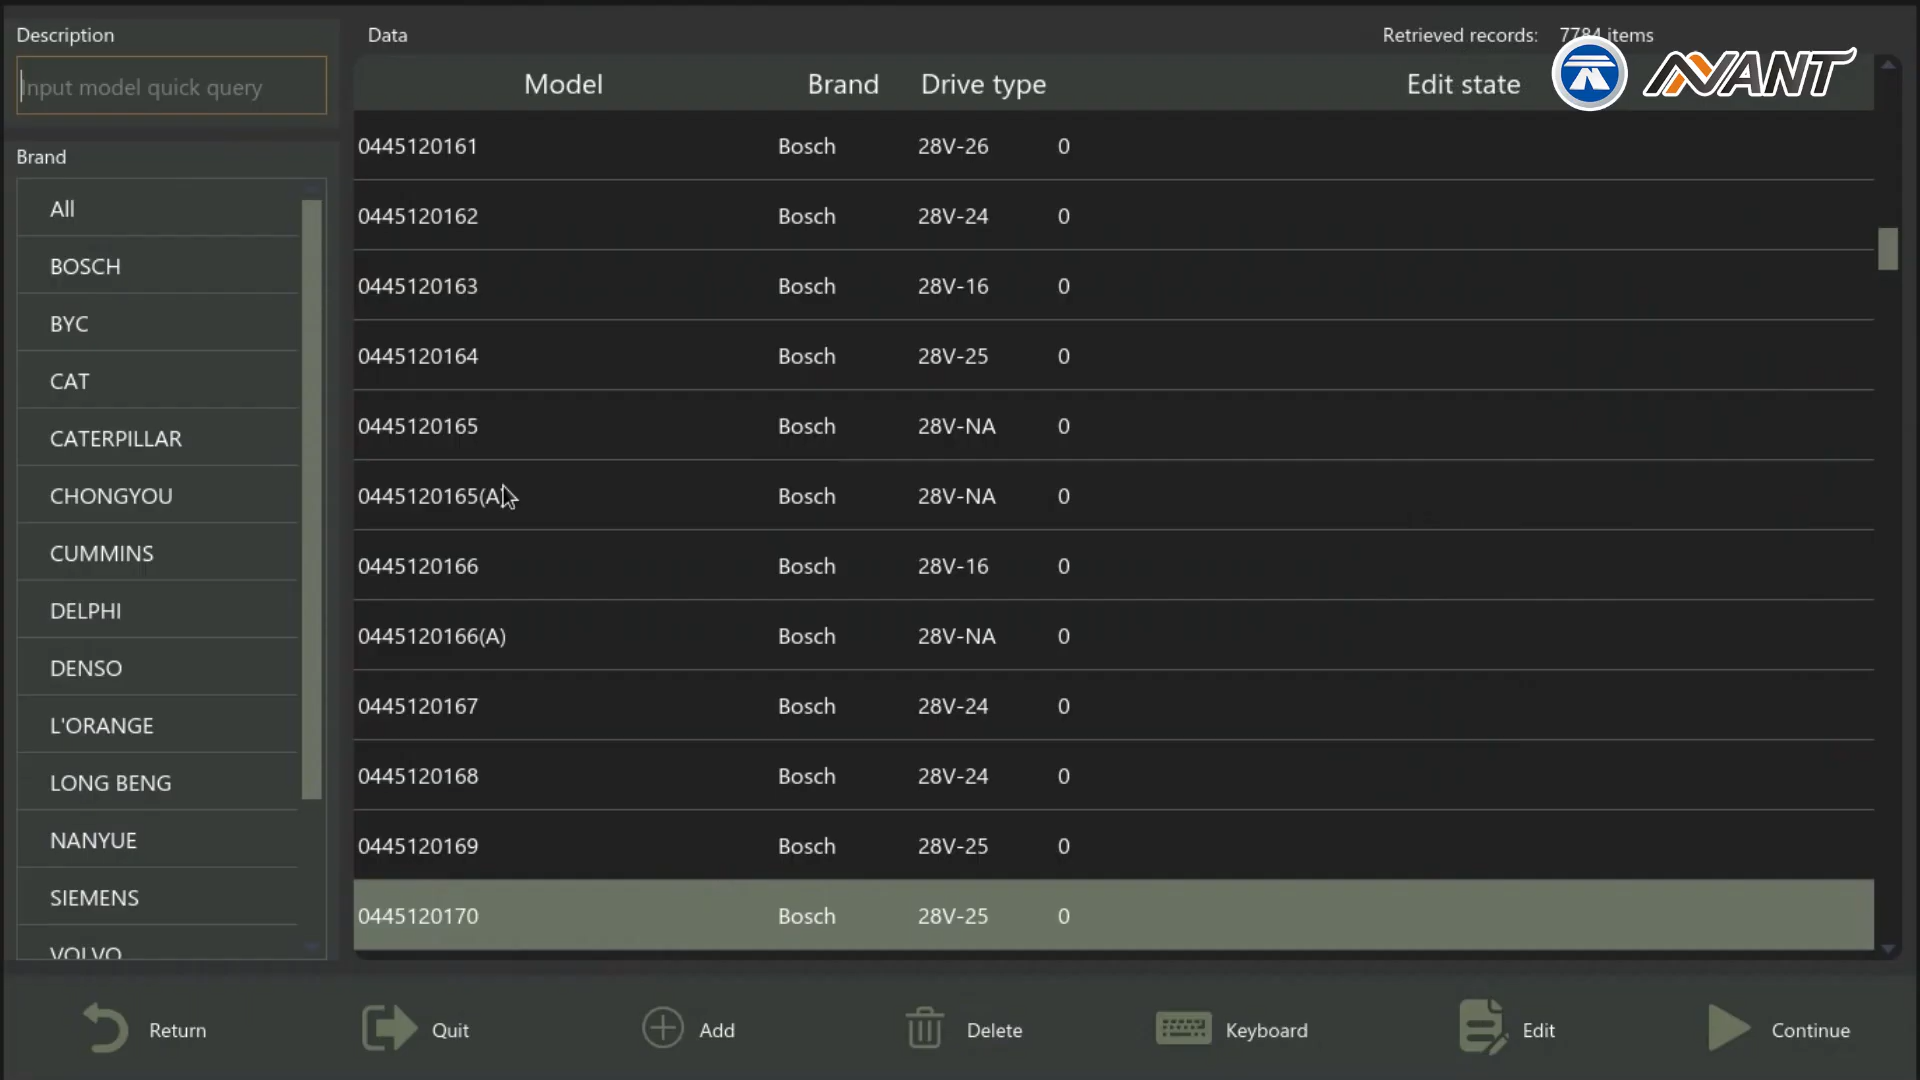 Description
Data
Retrieved records: 7784 items
AVANT
Input model quick query
Model Brand Drive type Edit state
Brand
All
BOSCH
BYC
CAT
CATERPILLAR
CHONGYOU
CUMMINS
DELPHI
DENSO
L'ORANGE
LONG BENG
NANYUE
SIEMENS
VOLVO
0445120161 Bosch 28V-26 0
0445120162 Bosch 28V-24 0
0445120163 Bosch 28V-16 0
0445120164 Bosch 28V-25 0
0445120165 Bosch 28V-NA 0
0445120165(A) Bosch 28V-NA 0
0445120166 Bosch 28V-16 0
0445120166(A) Bosch 28V-NA 0
0445120167 Bosch 28V-24 0
0445120168 Bosch 28V-24 0
0445120169 Bosch 28V-25 0
0445120170 Bosch 28V-25 0
Return Quit Add Delete Keyboard Edit Continue